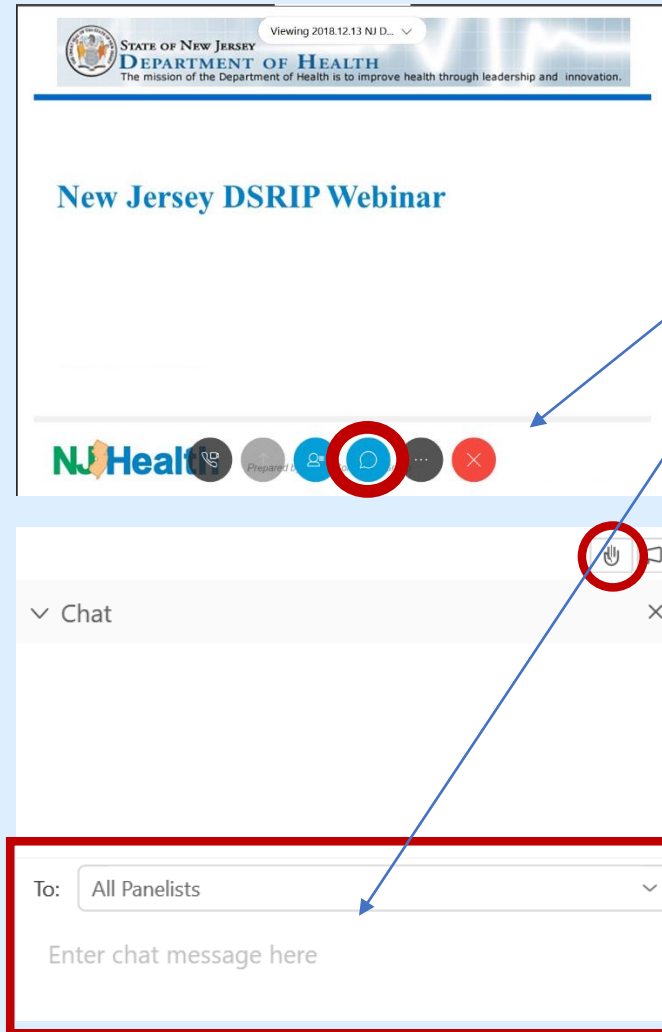 Viewing 2018.12.13 NJ D...
STATE OF NEW JERSEY
DEPARTMENT OF HEALTH
The mission of the Department of Health is to improve health through leadership and innovation.
New Jersey DSRIP Webinar
NJ Health
Prepared b
Chat
To: All Panelists
Enter chat message here